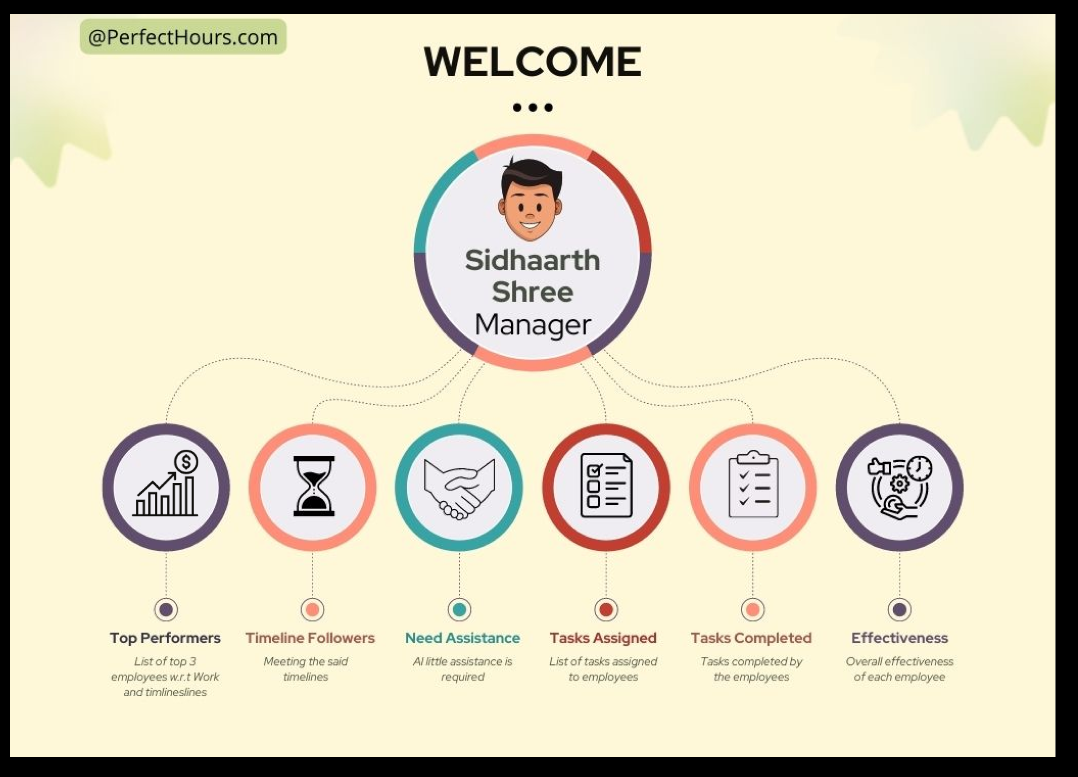 @PerfectHours.com
WELCOME
Sidhaarth
Shree
Manager
$
Top Performers
List of top 3
employees w.r.t Work
and timlineslines
Timeline Followers
Meeting the said
timelines
Need Assistance
AI little assistance is
required
Tasks Assigned
List of tasks assigned
to employees
Tasks Completed
Tasks completed by
the employees
Effectiveness
Overall effectiveness
of each employee